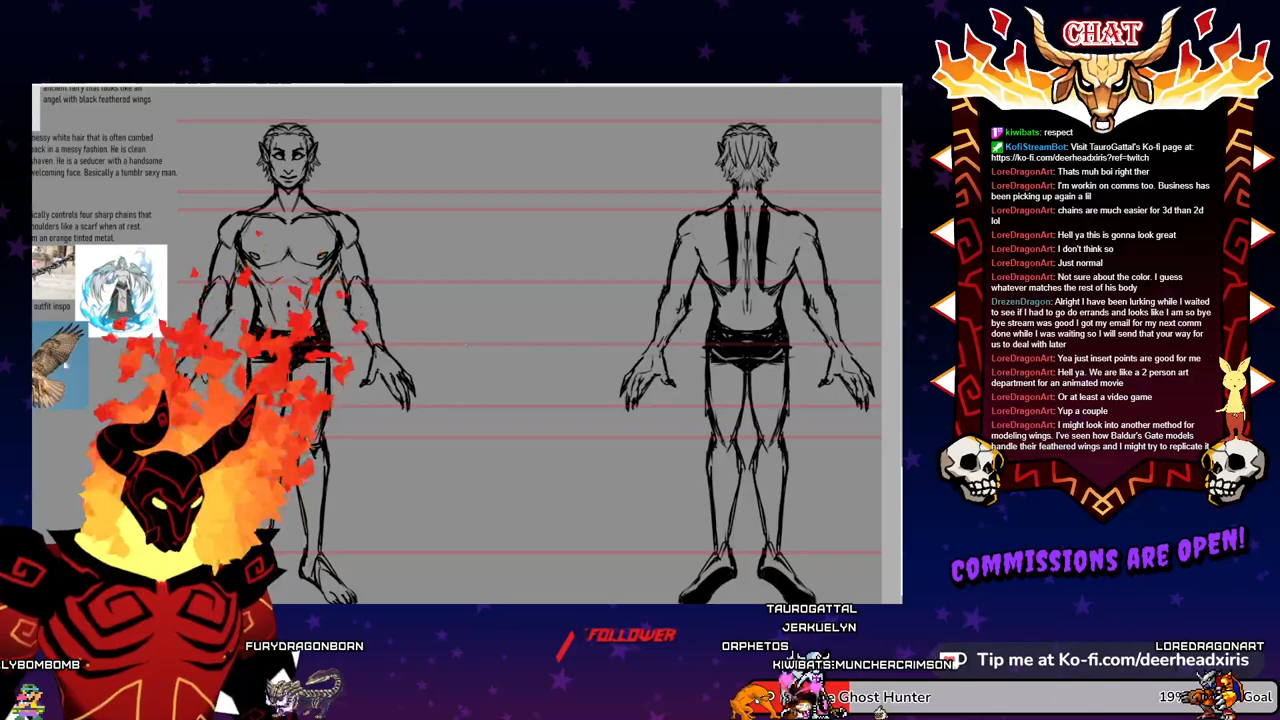 ancient fairy that looks like an
angel with black feathered wings
messy white hair that is often combed
back in a messy fashion. He is clean
shaven. He is a seducer with a handsome
welcoming face. Basically a tumblr sexy man.
ically controls four sharp chains that
houlders like a scarf when at rest.
m an orange tinted metal.
outfit inspo
CHAT
kiwibats: respect
KofiStreamBot: Visit TauroGattal's Ko-fi page at:
https://ko-fi.com/deerheadxiris?ref=twitch
LoreDragonArt: Thats muh boi right ther
LoreDragonArt: I'm workin on comms too. Business has
been picking up again a lil
LoreDragonArt: chains are much easier for 3d than 2d
lol
LoreDragonArt: Hell ya this is gonna look great
LoreDragonArt: I don't think so
LoreDragonArt: Just normal
LoreDragonArt: Not sure about the color. I guess
whatever matches the rest of his body
DrezenDragon: Alright I have been lurking while I waited
to see if I had to go do errands and looks like I am so bye
bye stream was good I got my email for my next comm
done while I was waiting so I will send that your way for
us to deal with later
LoreDragonArt: Yea just insert points are good for me
LoreDragonArt: Hell ya. We are like a 2 person art
department for an animated movie
LoreDragonArt: Or at least a video game
LoreDragonArt: Yup a couple
LoreDragonArt: I might look into another method for
modeling wings. I've seen how Baldur's Gate models
handle their feathered wings and I might try to replicate it
COMMISSIONS ARE OPEN!
TAUROGATTAL
JERKUELYN
FOLLOWER
FURYDRAGONBORN
ORPHETOS
LOREDRAGONART
LYBOMBOMB
KIWIBATS:MUNCHERCRIMSON
Tip me at Ko-fi.com/deerheadxiris
Ghost Hunter
19%
Goal